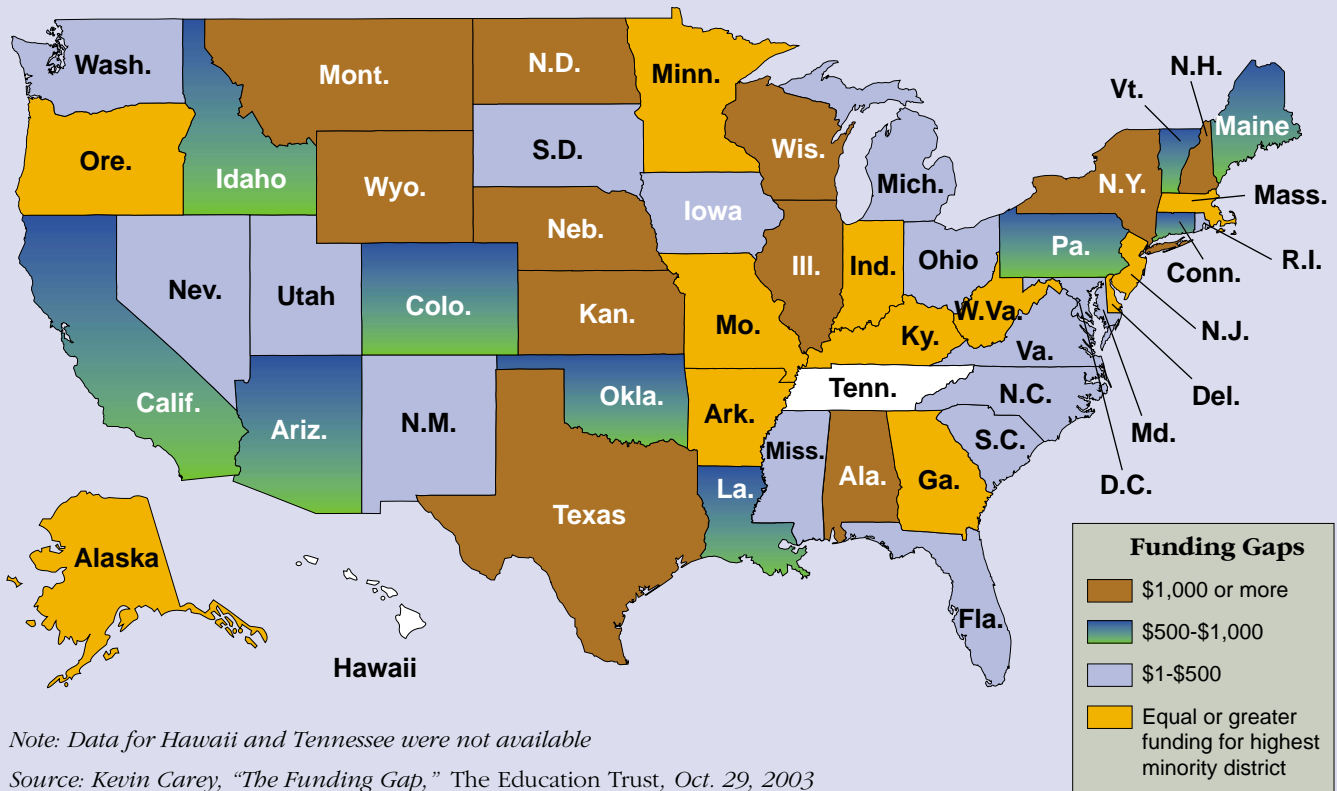 Wash.
Mont.
N.D.
Minn.
Vt.
N.H.
Maine
Ore.
Idaho
Wyo.
S.D.
Wis.
Mich.
N.Y.
Mass.
Iowa
Neb.
Nev.
Utah
Colo.
Kan.
Ill.
Ind.
Ohio
Pa.
Conn.
R.I.
Mo.
W.Va.
Ky.
Va.
N.J.
Calif.
Ariz.
N.M.
Okla.
Ark.
Tenn.
N.C.
Del.
Md.
Miss.
S.C.
D.C.
La.
Ala.
Ga.
Texas
Alaska
Fla.
Hawaii
Funding Gaps
$1,000 or more
$500-$1,000
$1-$500
Equal or greater
funding for highest
minority district
Note: Data for Hawaii and Tennessee were not available
Source: Kevin Carey, “The Funding Gap,” The Education Trust, Oct. 29, 2003